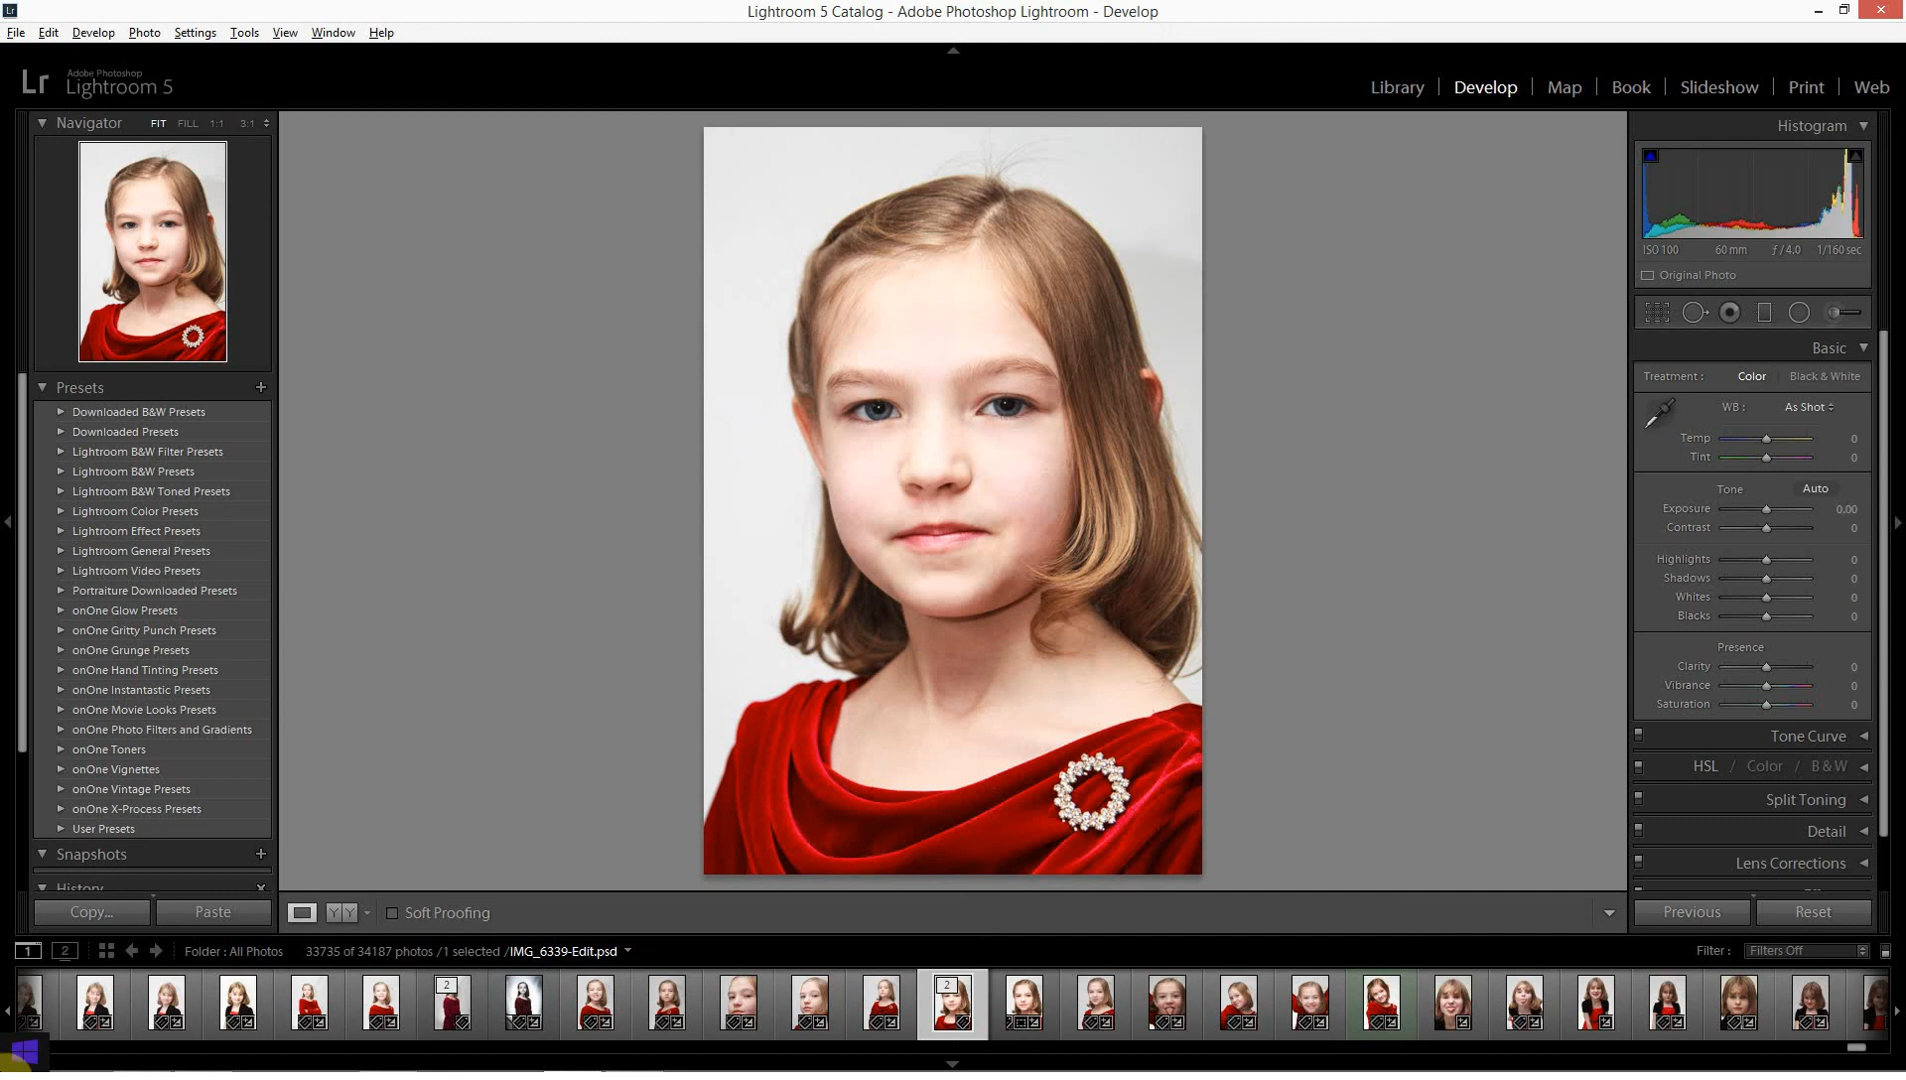 Lr
Lightroom 5 Catalog - Adobe Photoshop Lightroom - Develop
File Edit Develop Photo Settings Tools View Window Help
Lr
Adobe Photoshop
Lightroom 5
Library Develop Map Book Slideshow Print Web
Navigator FIT FILL 1:1 3:1
Presets +
Downloaded B&W Presets
Downloaded Presets
Lightroom B&W Filter Presets
Lightroom B&W Presets
Lightroom B&W Toned Presets
Lightroom Color Presets
Lightroom Effect Presets
Lightroom General Presets
Lightroom Video Presets
Portraiture Downloaded Presets
onOne Glow Presets
onOne Gritty Punch Presets
onOne Grunge Presets
onOne Hand Tinting Presets
onOne Instantastic Presets
onOne Movie Looks Presets
onOne Photo Filters and Gradients
onOne Toners
onOne Vignettes
onOne Vintage Presets
onOne X-Process Presets
User Presets
Snapshots +
History
Copy... Paste
Histogram
ISO 100 60 mm ƒ / 4.0 1/160 sec
Original Photo
Basic
Treatment : Color Black & White
WB : As Shot
Temp 0
Tint 0
Tone Auto
Exposure 0.00
Contrast 0
Highlights 0
Shadows 0
Whites 0
Blacks 0
Presence
Clarity 0
Vibrance 0
Saturation 0
Tone Curve
HSL / Color / B & W
Split Toning
Detail
Lens Corrections
Previous Reset
YY Soft Proofing
1 2 Folder : All Photos 33735 of 34187 photos /1 selected /IMG_6339-Edit.psd Filter : Filters Off
2 2